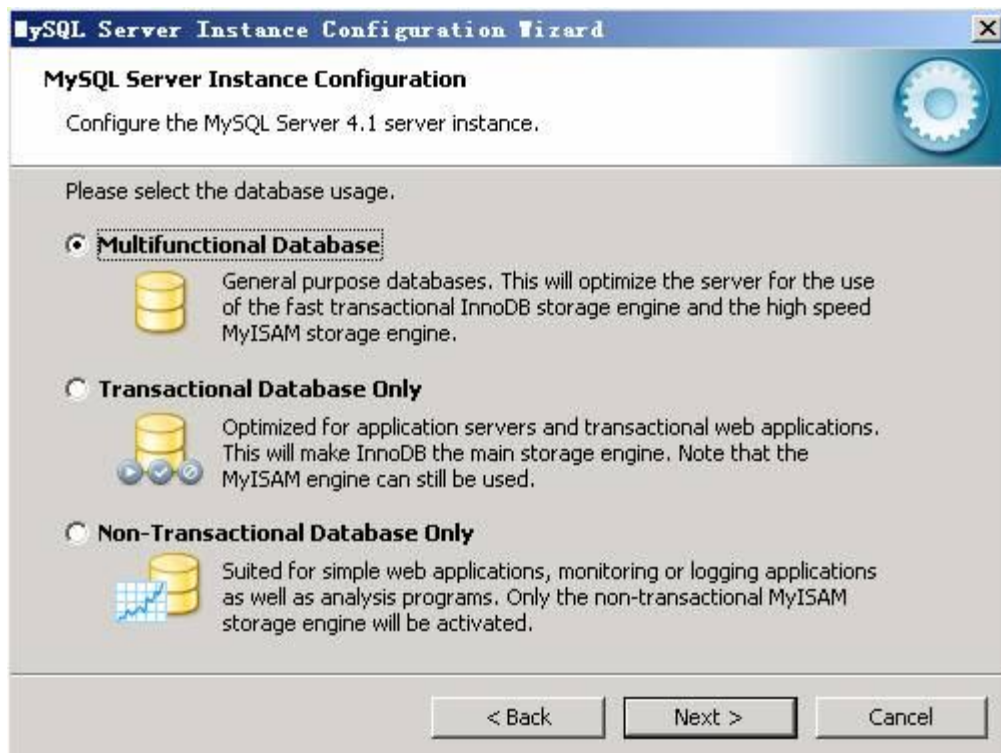 MySQL Server Instance Configuration Wizard
MySQL Server Instance Configuration
Configure the MySQL Server 4.1 server instance.
Please select the database usage.
Multifunctional Database
General purpose databases. This will optimize the server for the use
of the fast transactional InnoDB storage engine and the high speed
MyISAM storage engine.
Transactional Database Only
Optimized for application servers and transactional web applications.
This will make InnoDB the main storage engine. Note that the
MyISAM engine can still be used.
Non-Transactional Database Only
Suited for simple web applications, monitoring or logging applications
as well as analysis programs. Only the non-transactional MyISAM
storage engine will be activated.
< Back
Next >
Cancel